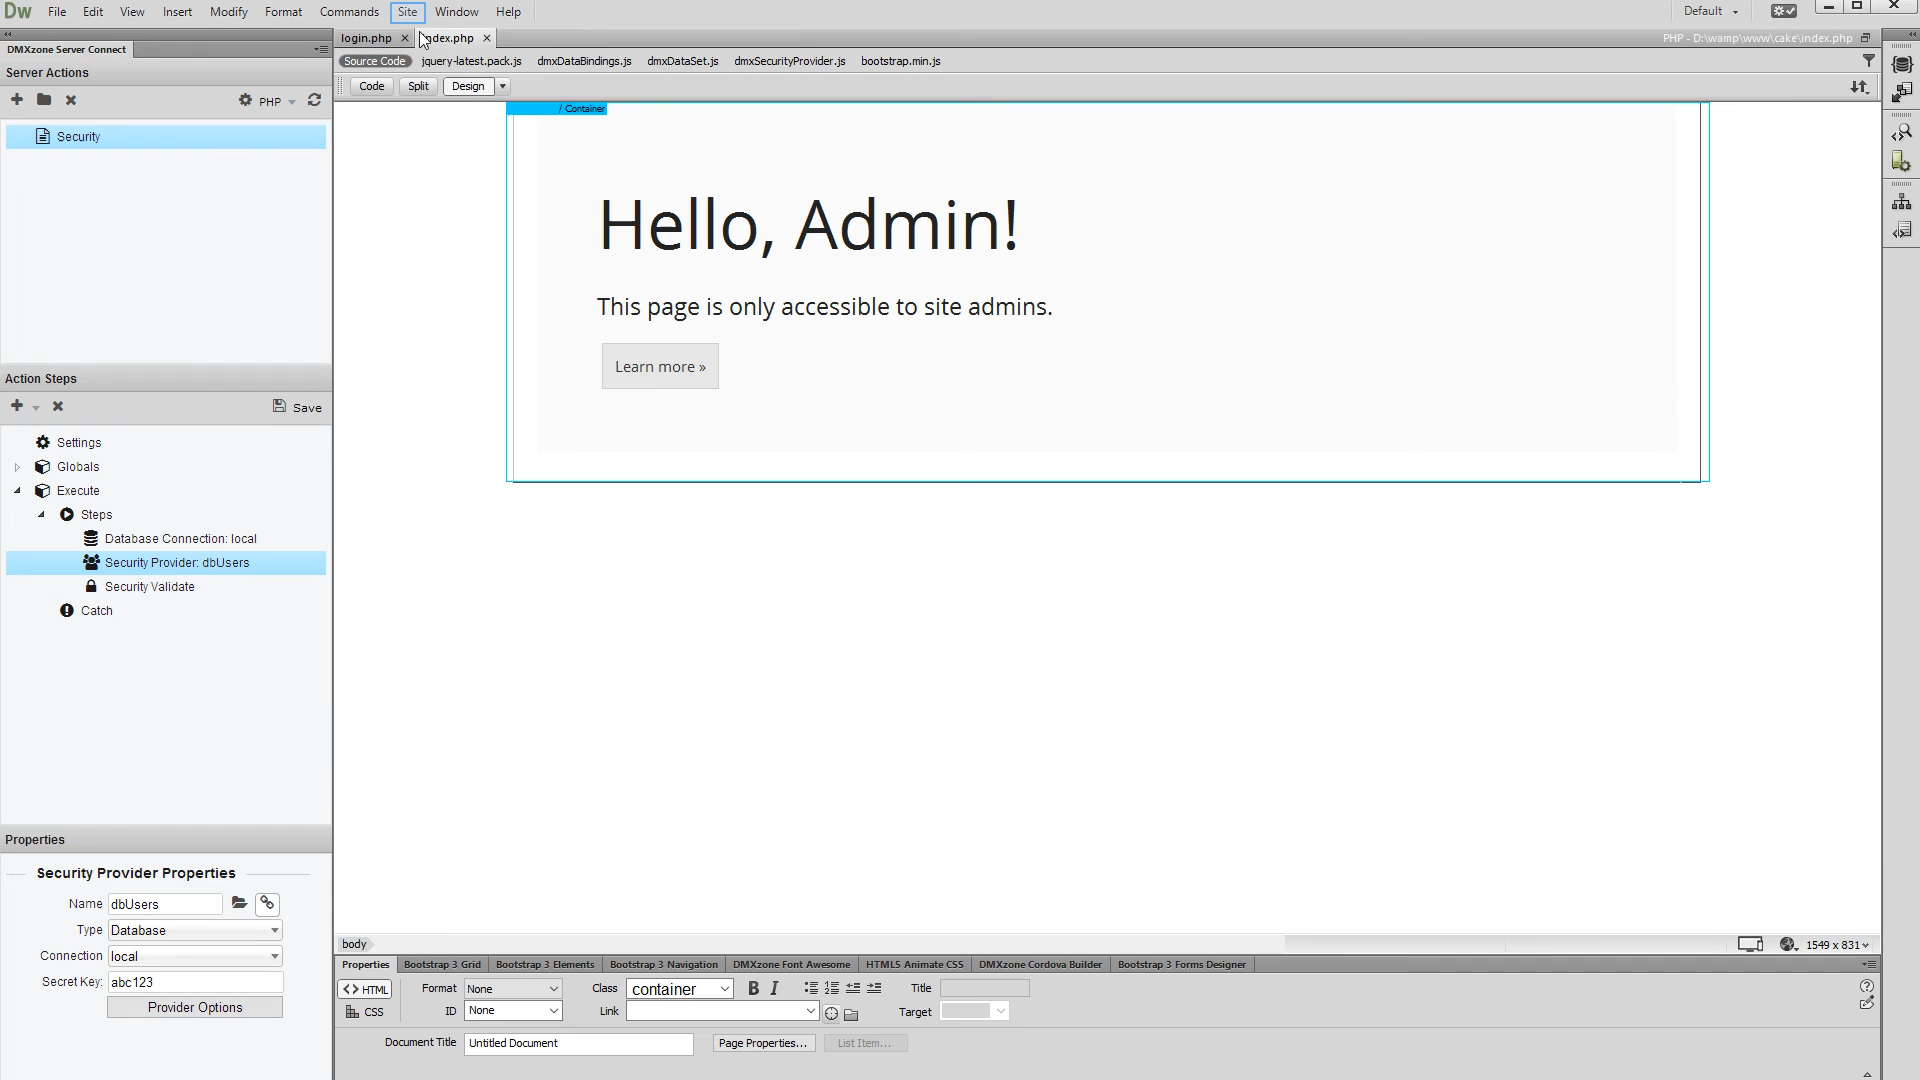 Dw File Edit View Insert Modify Format Commands Site Window Help Default
DMXzone Server Connect
Server Actions
PHP
Security
Action Steps
Save
Settings
Globals
Execute
Steps
Database Connection: local
Security Provider: dbUsers
Security Validate
Catch
Properties
Security Provider Properties
Name dbUsers
Type Database
Connection local
Secret Key: abc123
Provider Options
login.php × ndex.php × PHP - D:\wamp\www\cake\index.php
Source Code jquery-latest.pack.js dmxDataBindings.js dmxDataSet.js dmxSecurityProvider.js bootstrap.min.js
Code Split Design
/ Container
Hello, Admin!
This page is only accessible to site admins.
Learn more »
body 1549 x 831
Properties Bootstrap 3 Grid Bootstrap 3 Elements Bootstrap 3 Navigation DMXzone Font Awesome HTML5 Animate CSS DMXzone Cordova Builder Bootstrap 3 Forms Designer
<> HTML Format None Class container B I Title
CSS ID None Link Target
Document Title Untitled Document Page Properties... List Item...